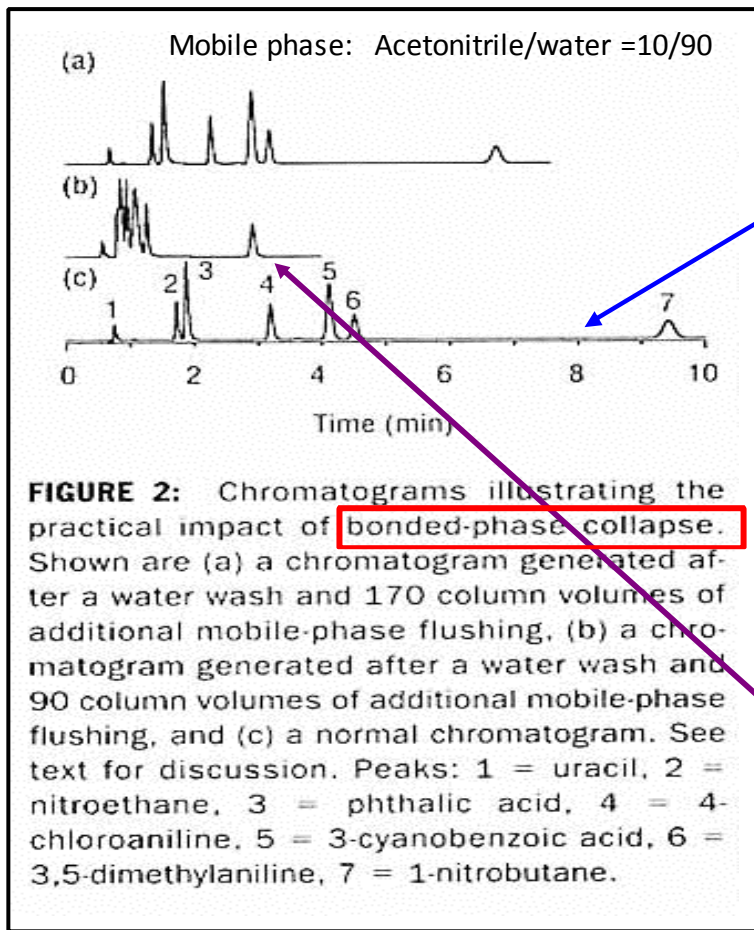 Mobile phase: Acetonitrile/water =10/90
(a)
(b)
(c)
1 2 3 4 5 6 7
0 2 4 6 8 10
Time (min)
FIGURE 2: Chromatograms illustrating the
practical impact of bonded-phase collapse.
Shown are (a) a chromatogram generated af-
ter a water wash and 170 column volumes of
additional mobile-phase flushing, (b) a chro-
matogram generated after a water wash and
90 column volumes of additional mobile-phase
flushing, and (c) a normal chromatogram. See
text for discussion. Peaks: 1 = uracil, 2 =
nitroethane, 3 = phthalic acid, 4 = 4-
chloroaniline, 5 = 3-cyanobenzoic acid, 6 =
3,5-dimethylaniline, 7 = 1-nitrobutane.